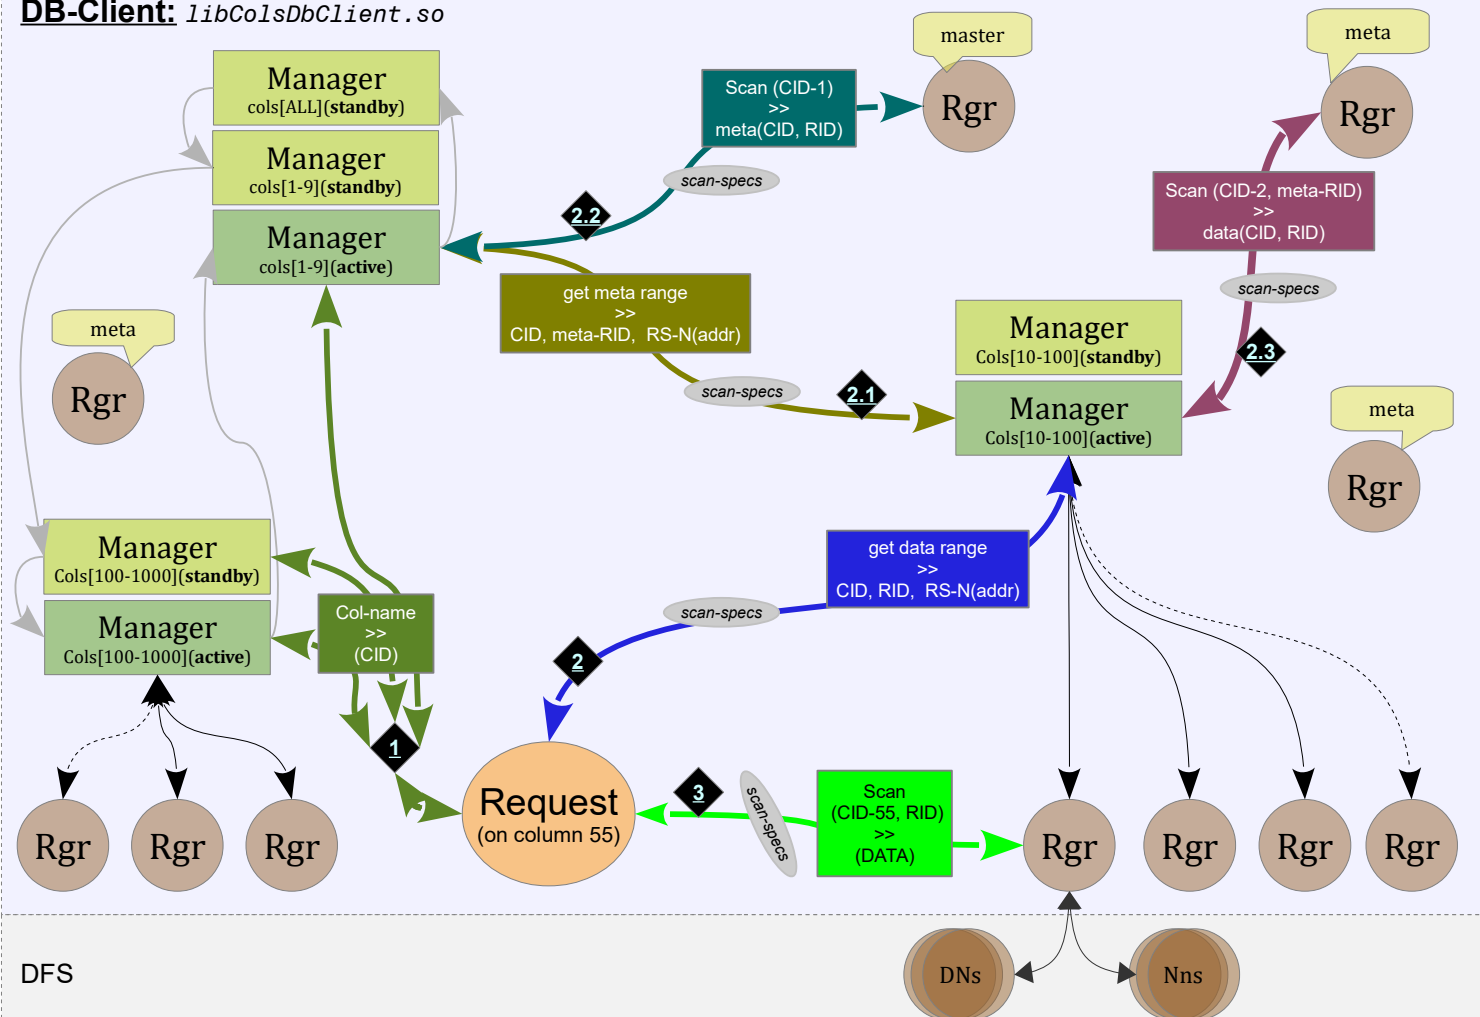 DB-Client: libColsDbClient.so
Manager
cols[ALL](standby)
Manager
cols[1-9](standby)
Manager
cols[1-9](active)
Scan (CID-1)
>>
meta(CID, RID)
scan-specs
2.2
master
Rgr
meta
Rgr
Scan (CID-2, meta-RID)
>>
data(CID, RID)
scan-specs
2.3
get meta range
>>
CID, meta-RID, RS-N(addr)
scan-specs
2.1
Manager
Cols[10-100](standby)
Manager
Cols[10-100](active)
meta
Rgr
meta
Rgr
Manager
Cols[100-1000](standby)
Manager
Cols[100-1000](active)
Col-name
>>
(CID)
1
get data range
>>
CID, RID, RS-N(addr)
scan-specs
2
Request
(on column 55)
3
scan-specs
Scan
(CID-55, RID)
>>
(DATA)
Rgr
Rgr
Rgr
Rgr
Rgr
Rgr
Rgr
DFS
DNs
Nns